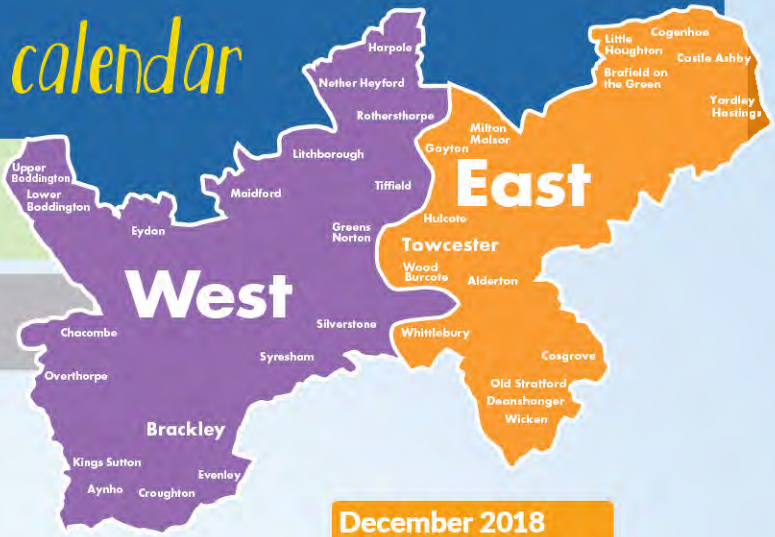 calendar
Harpole
Nether Heyford
Rothersthorpe
Litchborough
Upper
Boddington
Lower
Boddington
Maidford
Tiffield
Eydon
Greens
Norton
West
Silverstone
Chacombe
Syresham
Overthorpe
Brackley
Kings Sutton
Evenley
Aynho
Croughton
Little
Houghton
Cogenhoe
Castle Ashby
Brafield on
the Green
Yardley
Hastings
Milton
Malsor
Gayton
East
Hulcote
Towcester
Wood
Burcote
Alderton
Whittlebury
Cosgrove
Old Stratford
Deanshanger
Wicken
December 2018